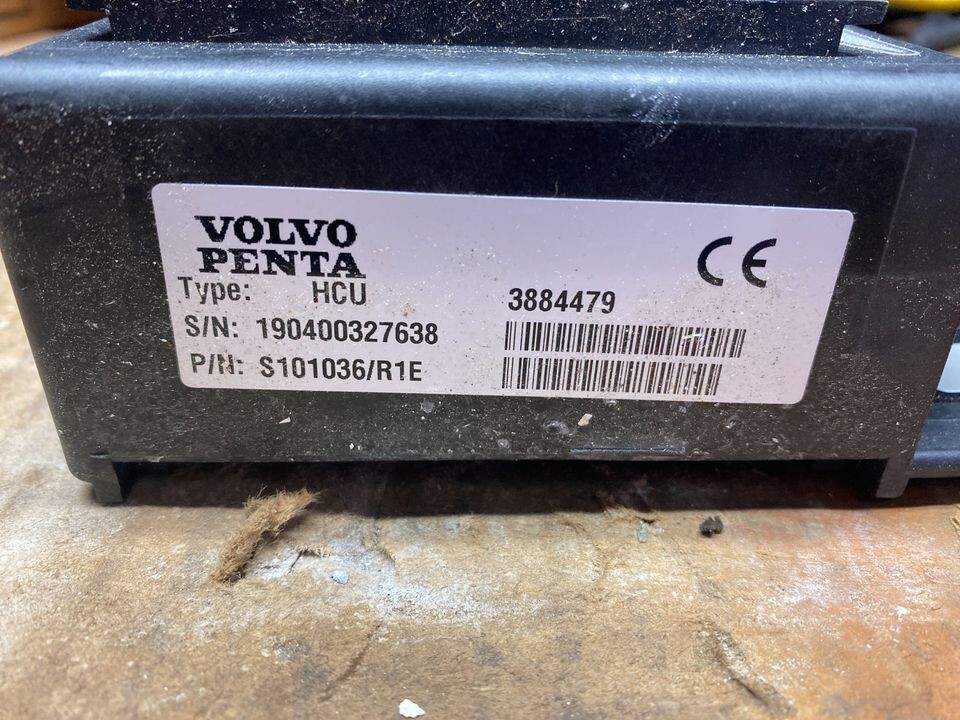 VOLVO
PENTA
CE
Type: HCU 3884479
S/N: 190400327638
P/N: S101036/R1E